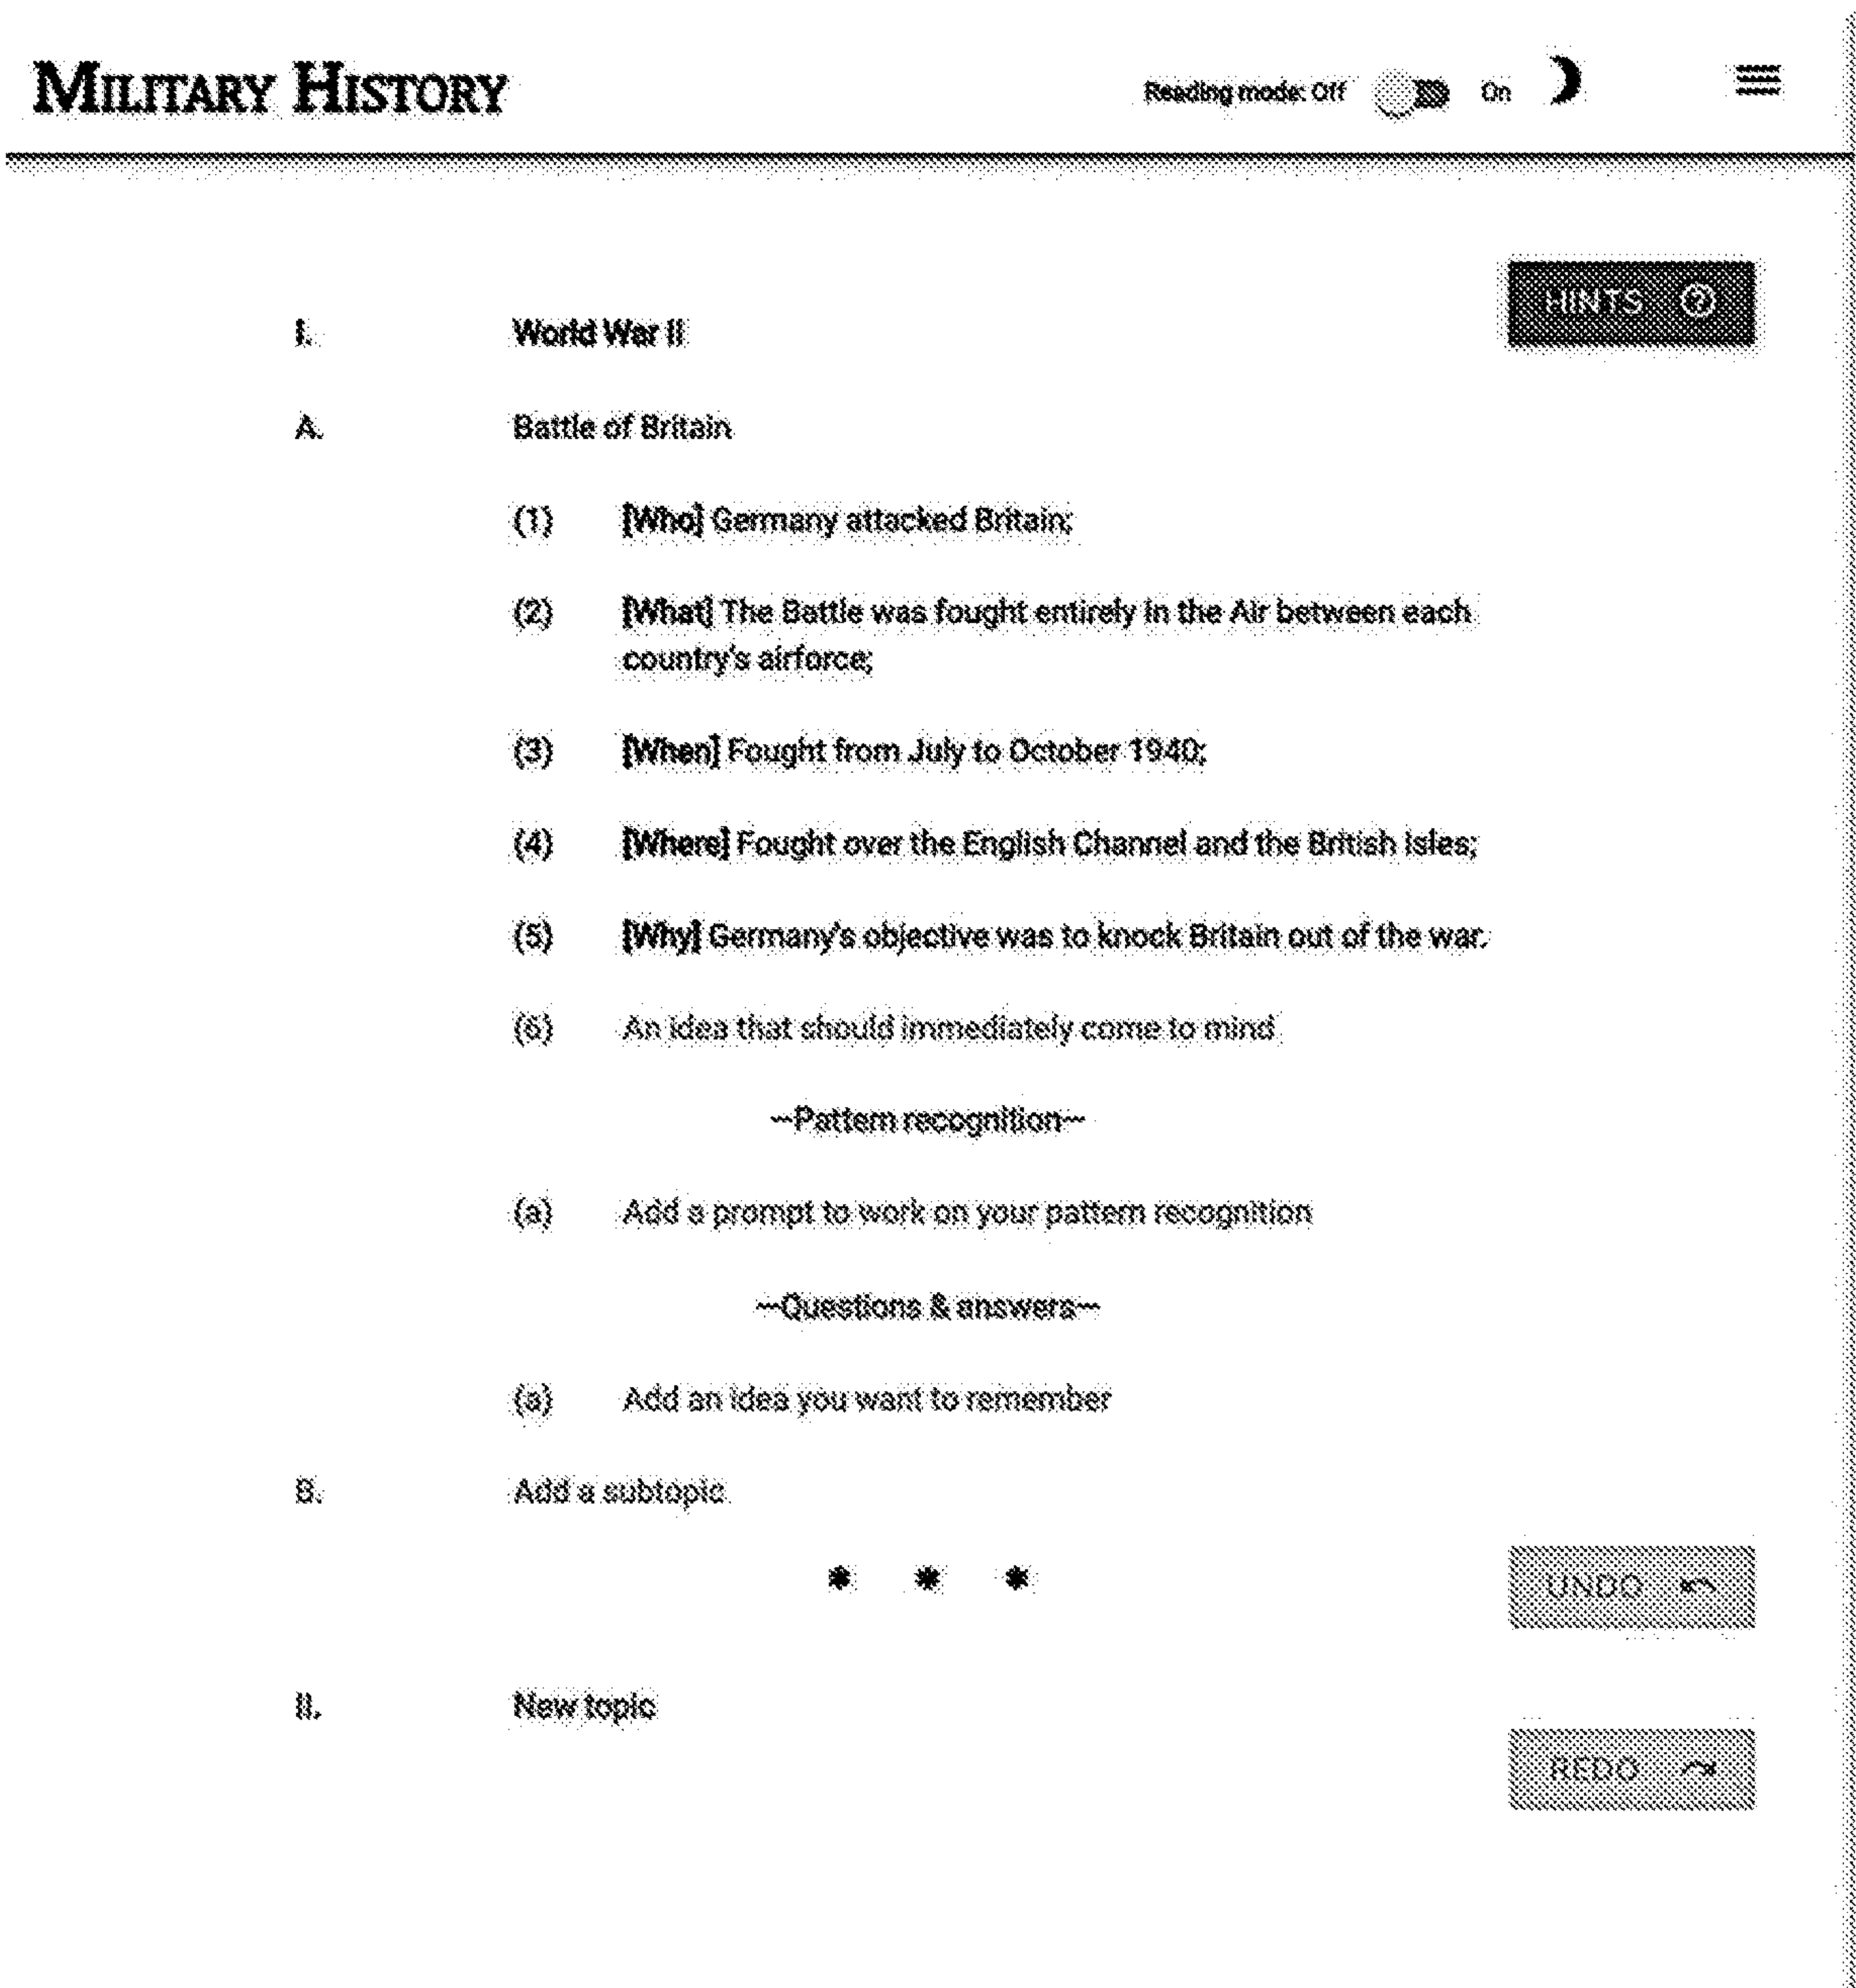 MILITARY HISTORY
Reading mode: Off On
HINTS
I. World War II
A. Battle of Britain
(1) [Who] Germany attacked Britain;
(2) [What] The Battle was fought entirely in the Air between each
country's airforce;
(3) [When] Fought from July to October 1940;
(4) [Where] Fought over the English Channel and the British Isles;
(5) [Why] Germany's objective was to knock Britain out of the war.
(6) An idea that should immediately come to mind
~Pattern recognition~
(a) Add a prompt to work on your pattern recognition
~Questions & answers~
(a) Add an idea you want to remember
B. Add a subtopic
* * *
UNDO
II. New topic
REDO